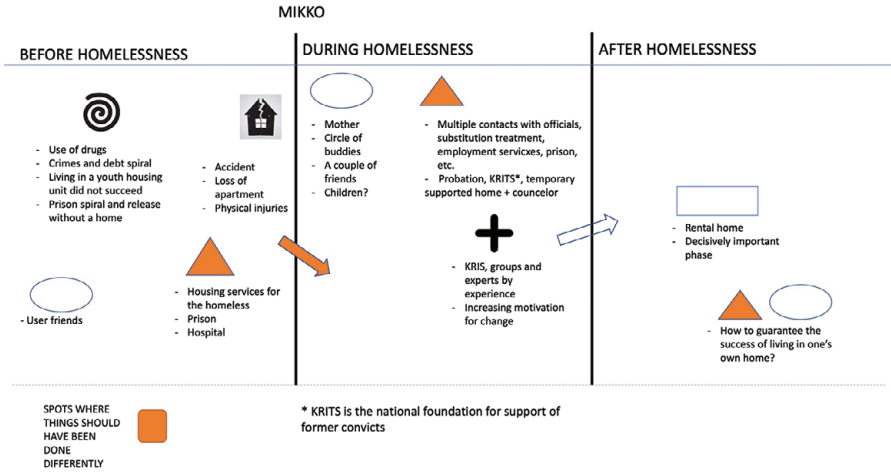 MIKKO
BEFORE HOMELESSNESS
- Use of drugs
- Crimes and debt spiral
- Living in a youth housing
unit did not succeed
- Prison spiral and release
without a home
- Accident
- Loss of
apartment
- Physical injuries
- User friends
- Housing services for
the homeless
- Prison
- Hospital
DURING HOMELESSNESS
- Mother
- Circle of
buddies
- A couple of
friends
- Children?
- Multiple contacts with officials,
substitution treatment,
employment servicxes, prison,
etc.
- Probation, KRITS*, temporary
supported home + councelor
- KRIS, groups and
experts by
experience
- Increasing motivation
for change
AFTER HOMELESSNESS
- Rental home
- Decisively important
phase
- How to guarantee the
success of living in one's
own home?
SPOTS WHERE
THINGS SHOULD
HAVE BEEN
DONE
DIFFERENTLY
* KRITS is the national foundation for support of
former convicts